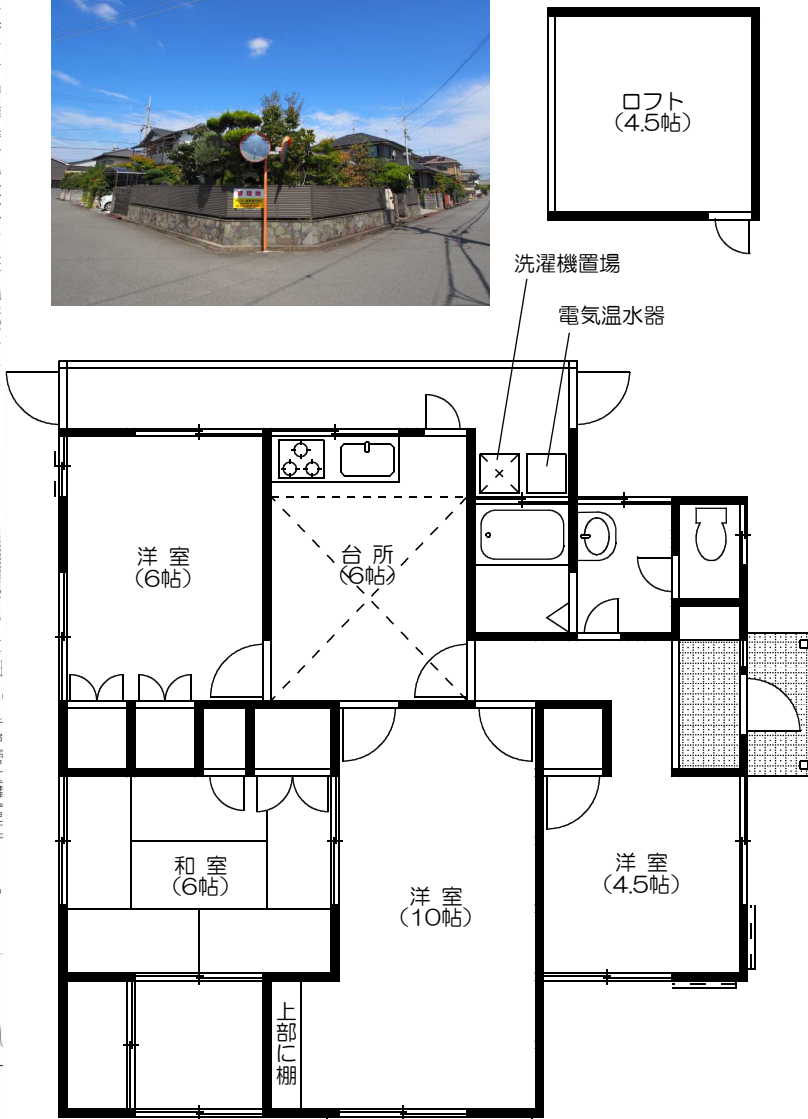 ロフト
(4.5帖)
洗濯機置場
電気温水器
洋室
(6帖)
台所
(6帖)
和室
(6帖)
洋室
(10帖)
洋室
(4.5帖)
上部に棚